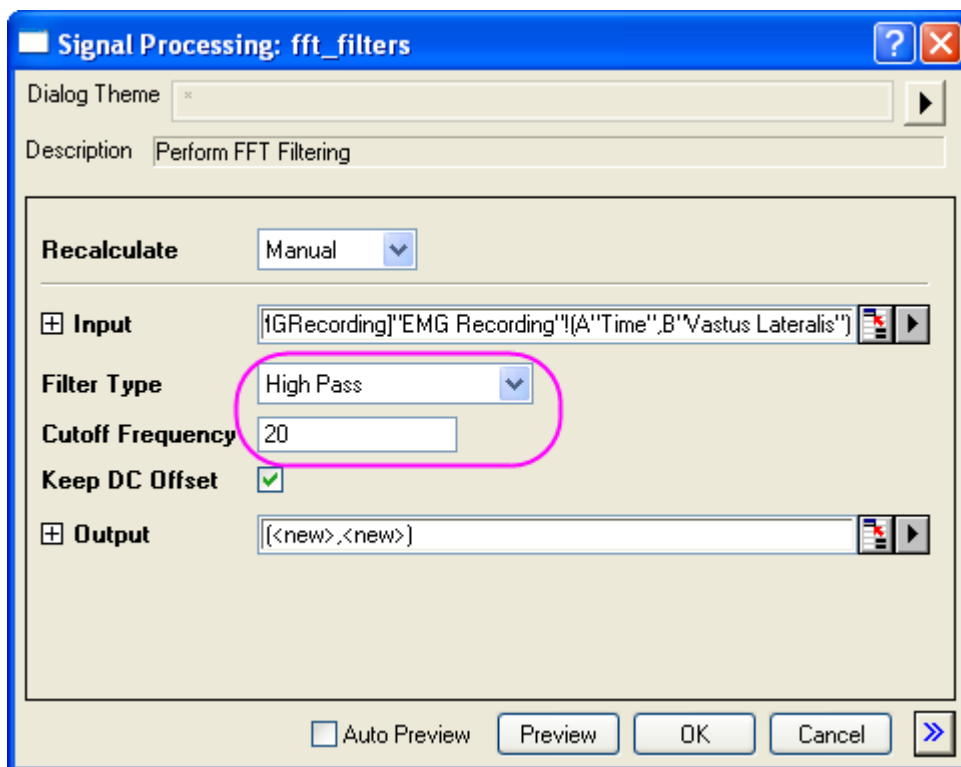 Signal Processing: fft_filters
Dialog Theme *
Description Perform FFT Filtering
Recalculate Manual
Input GRecording]"EMG Recording"!(A"Time",B"Vastus Lateralis")
Filter Type High Pass
Cutoff Frequency 20
Keep DC Offset
Output (<new>,<new>)
Auto Preview Preview OK Cancel